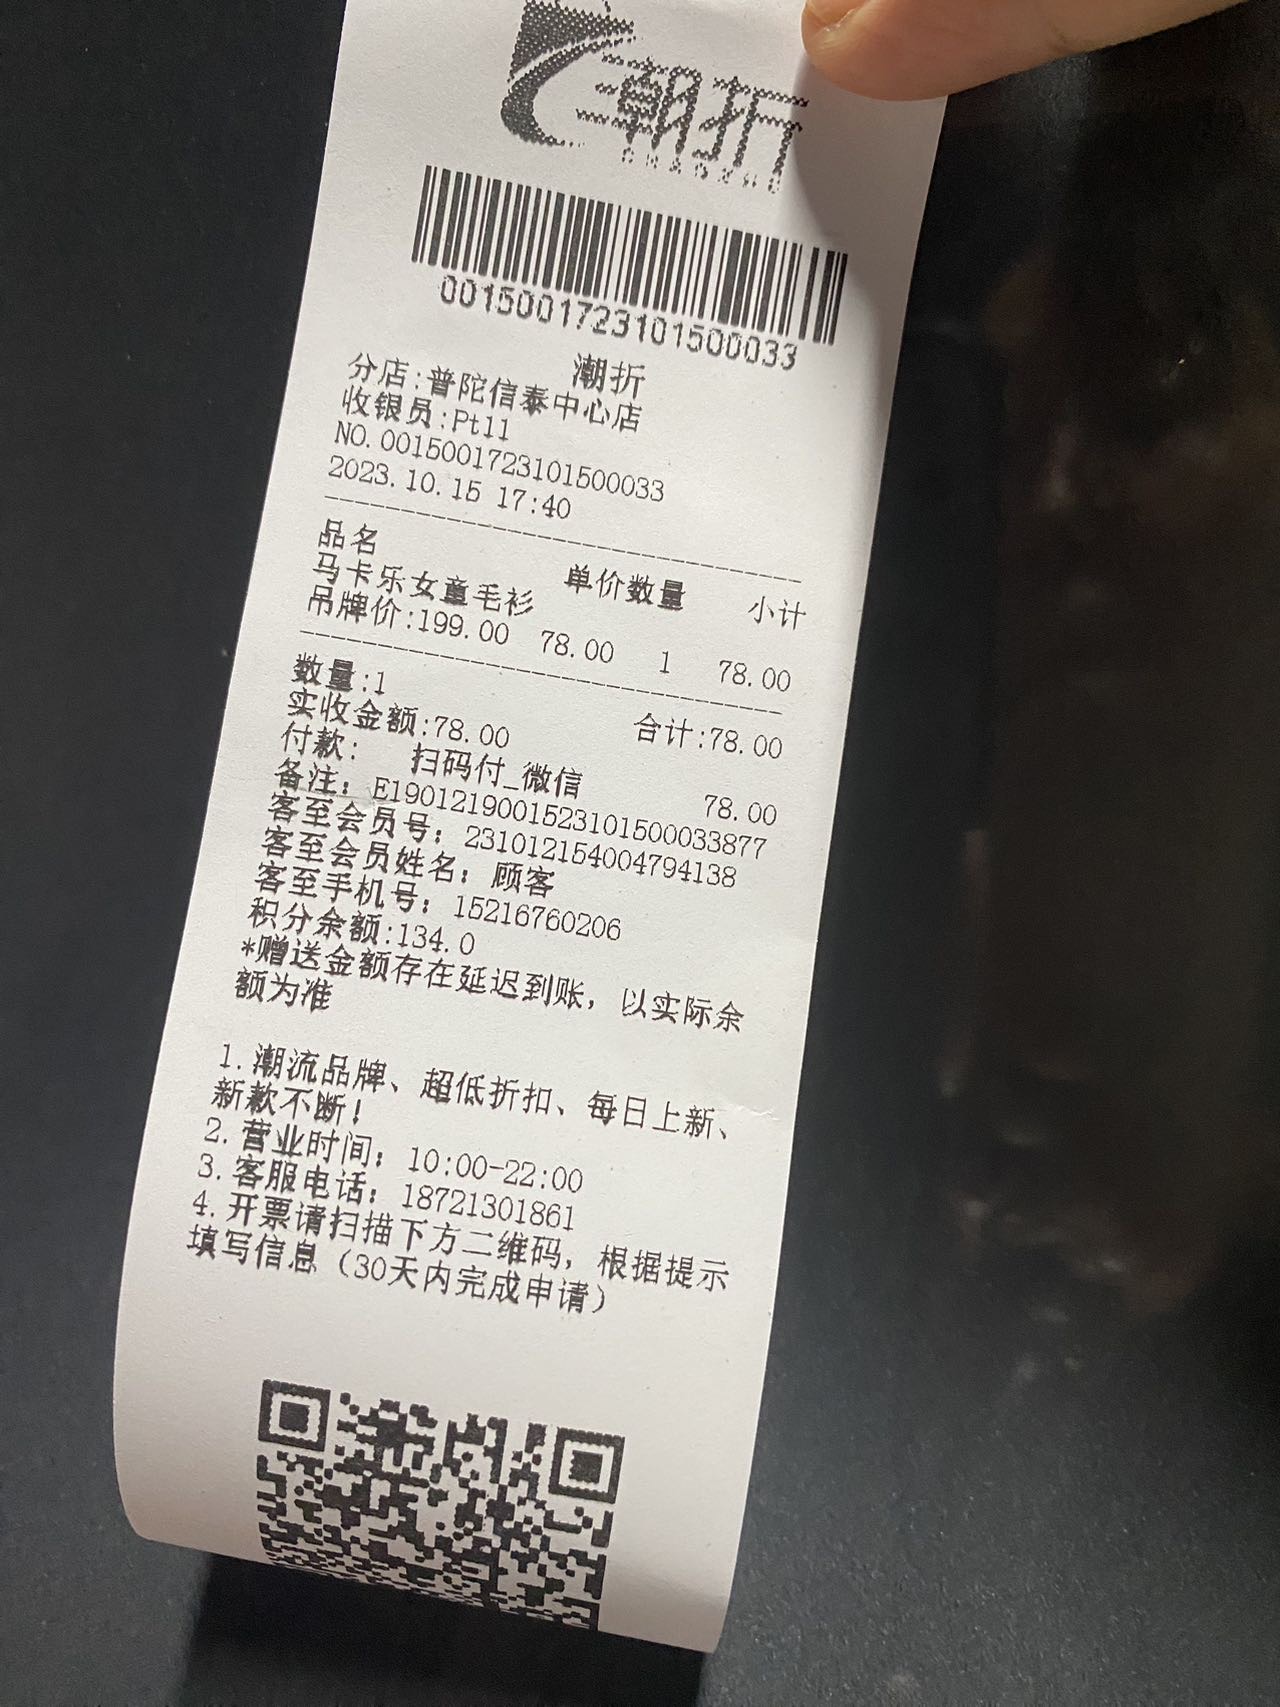 潮折
0015001723101500033
潮折
分店:普陀信泰中心店
收银员:Pt11
NO.0015001723101500033
2023.10.15 17:40
品名 单价数量 小计
马卡乐女童毛衫
吊牌价:199.00 78.00 1 78.00
数量:1 合计:78.00
实收金额:78.00
付款: 扫码付_微信 78.00
备注: E1901219001523101500033877
客至会员号: 231012154004794138
客至会员姓名: 顾客
客至手机号: 15216760206
积分余额:134.0
*赠送金额存在延迟到账，以实际余
额为准
1.潮流品牌、超低折扣、每日上新、
新款不断!
2.营业时间: 10:00-22:00
3.客服电话: 18721301861
4.开票请扫描下方二维码，根据提示
填写信息（30天内完成申请）